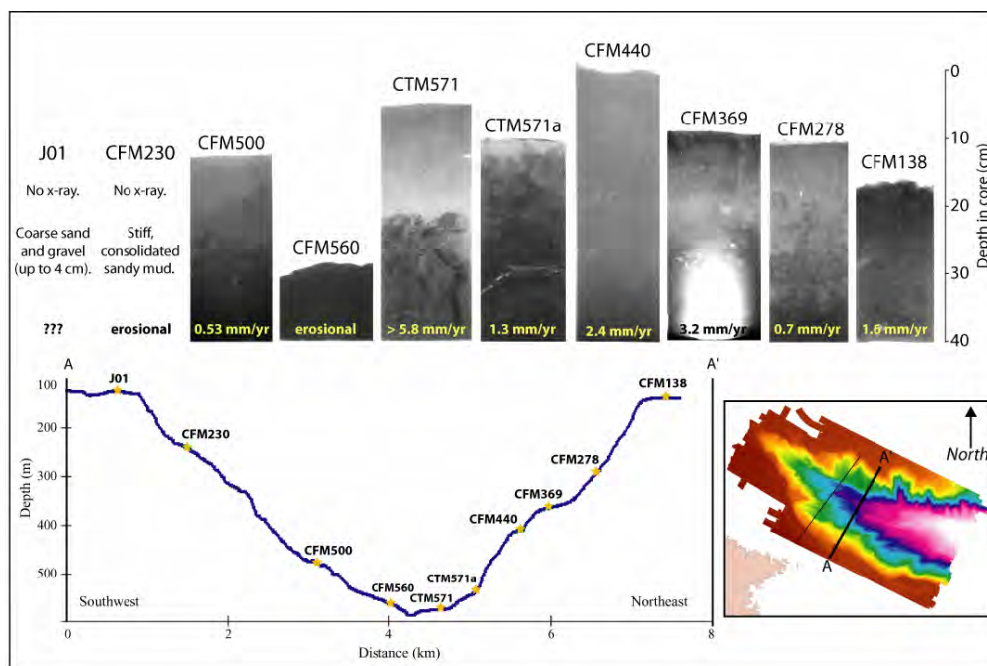 J01
No x-ray.
Coarse sand
and gravel
(up to 4 cm).
???
CFM230
No x-ray.
Stiff,
consolidated
sandy mud.
erosional
CFM500
0.53 mm/yr
CFM560
erosional
CTM571
> 5.8 mm/yr
CTM571a
1.3 mm/yr
CFM440
2.4 mm/yr
CFM369
3.2 mm/yr
CFM278
0.7 mm/yr
CFM138
1.6 mm/yr
0
10
20
30
40
Depth in core (cm)
A
A'
100
200
300
400
500
Depth (m)
J01
CFM230
CFM500
CFM560
CTM571
CTM571a
CFM440
CFM369
CFM278
CFM138
Southwest
Northeast
0
2
4
6
8
Distance (km)
North
A'
A